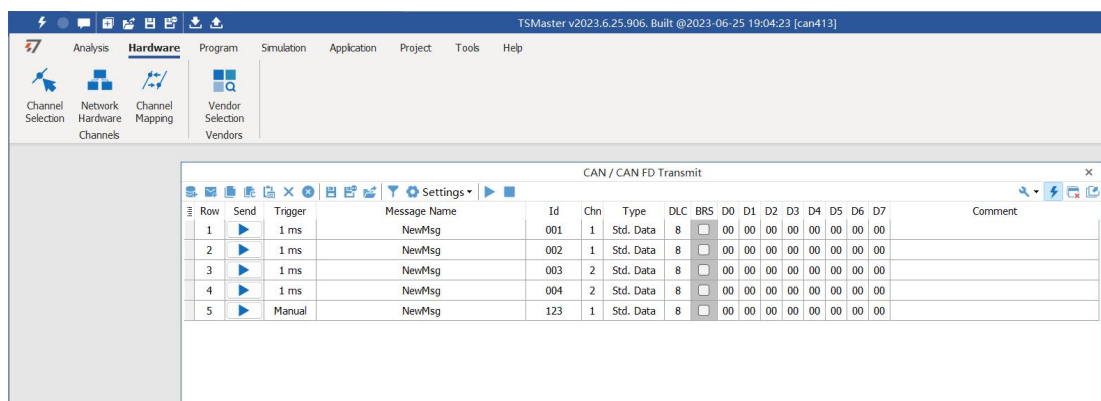 TSMaster v2023.6.25.906. Built @2023-06-25 19:04:23 [can413]
Analysis Hardware Program Simulation Application Project Tools Help
Channel Selection Network Hardware Channel Mapping Vendor Selection
Channels Vendors
CAN / CAN FD Transmit
Settings
Row Send Trigger Message Name Id Chn Type DLC BRS D0 D1 D2 D3 D4 D5 D6 D7 Comment
1 1 ms NewMsg 001 1 Std. Data 8 00 00 00 00 00 00 00 00
2 1 ms NewMsg 002 1 Std. Data 8 00 00 00 00 00 00 00 00
3 1 ms NewMsg 003 2 Std. Data 8 00 00 00 00 00 00 00 00
4 1 ms NewMsg 004 2 Std. Data 8 00 00 00 00 00 00 00 00
5 Manual NewMsg 123 1 Std. Data 8 00 00 00 00 00 00 00 00